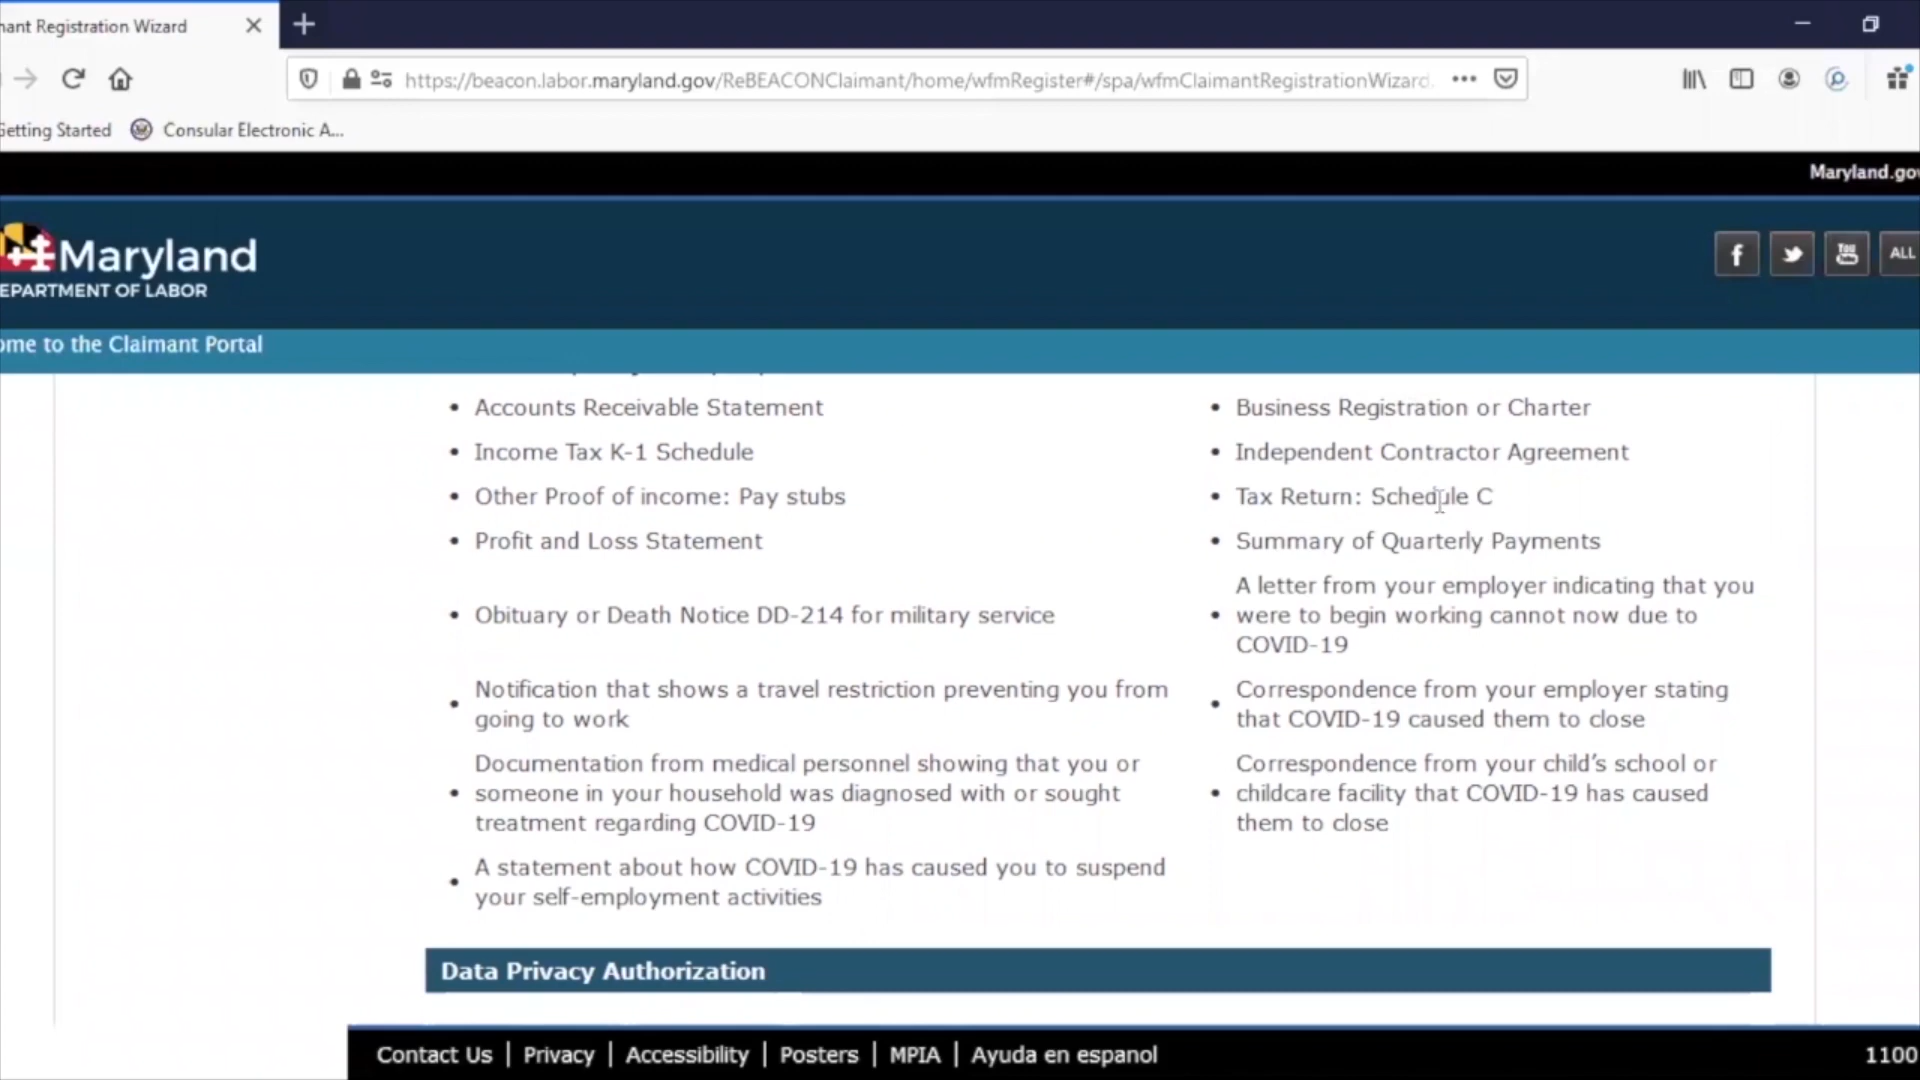 mant Registration Wizard
https://beacon.labor.maryland.gov/ReBEACONClaimant/home/wfmRegister#/spa/wfmClaimantRegistrationWizard
Getting Started Consular Electronic A...
Maryland.gov
Maryland
EPARTMENT OF LABOR
f You ALL
ome to the Claimant Portal
• Accounts Receivable Statement
• Business Registration or Charter
• Income Tax K-1 Schedule
• Independent Contractor Agreement
• Other Proof of income: Pay stubs
• Tax Return: Schedule C
• Profit and Loss Statement
• Summary of Quarterly Payments
• Obituary or Death Notice DD-214 for military service
A letter from your employer indicating that you
• were to begin working cannot now due to
COVID-19
Notification that shows a travel restriction preventing you from
• going to work
Correspondence from your employer stating
• that COVID-19 caused them to close
Documentation from medical personnel showing that you or
• someone in your household was diagnosed with or sought
treatment regarding COVID-19
Correspondence from your child’s school or
• childcare facility that COVID-19 has caused
them to close
A statement about how COVID-19 has caused you to suspend
• your self-employment activities
Data Privacy Authorization
Contact Us | Privacy | Accessibility | Posters | MPIA | Ayuda en espanol
1100